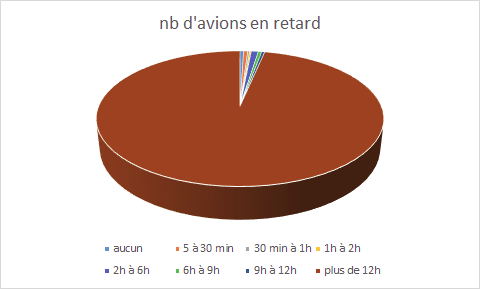 nb d'avions en retard
aucun 5 à 30 min 30 min à 1h 1h à 2h
2h à 6h 6h à 9h 9h à 12h plus de 12h